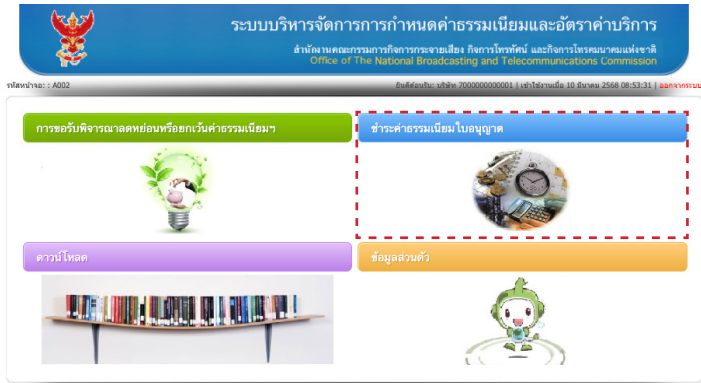 ระบบบริหารจัดการการกำหนดค่าธรรมเนียมและอัตราค่าบริการ
สำนักงานคณะกรรมการกิจการกระจายเสียง กิจการโทรทัศน์ และกิจการโทรคมนาคมแห่งชาติ
Office of The National Broadcasting and Telecommunications Commission
รหัสหน้าจอ: : A002
ยินดีต้อนรับ: บริษัท 7000000000001 | เข้าใช้งานเมื่อ 10 มีนาคม 2568 08:53:31 | ออกจากระบบ
การขอรับพิจารณาลดหย่อนหรือยกเว้นค่าธรรมเนียมฯ
ชำระค่าธรรมเนียมใบอนุญาต
ดาวน์โหลด
ข้อมูลส่วนตัว